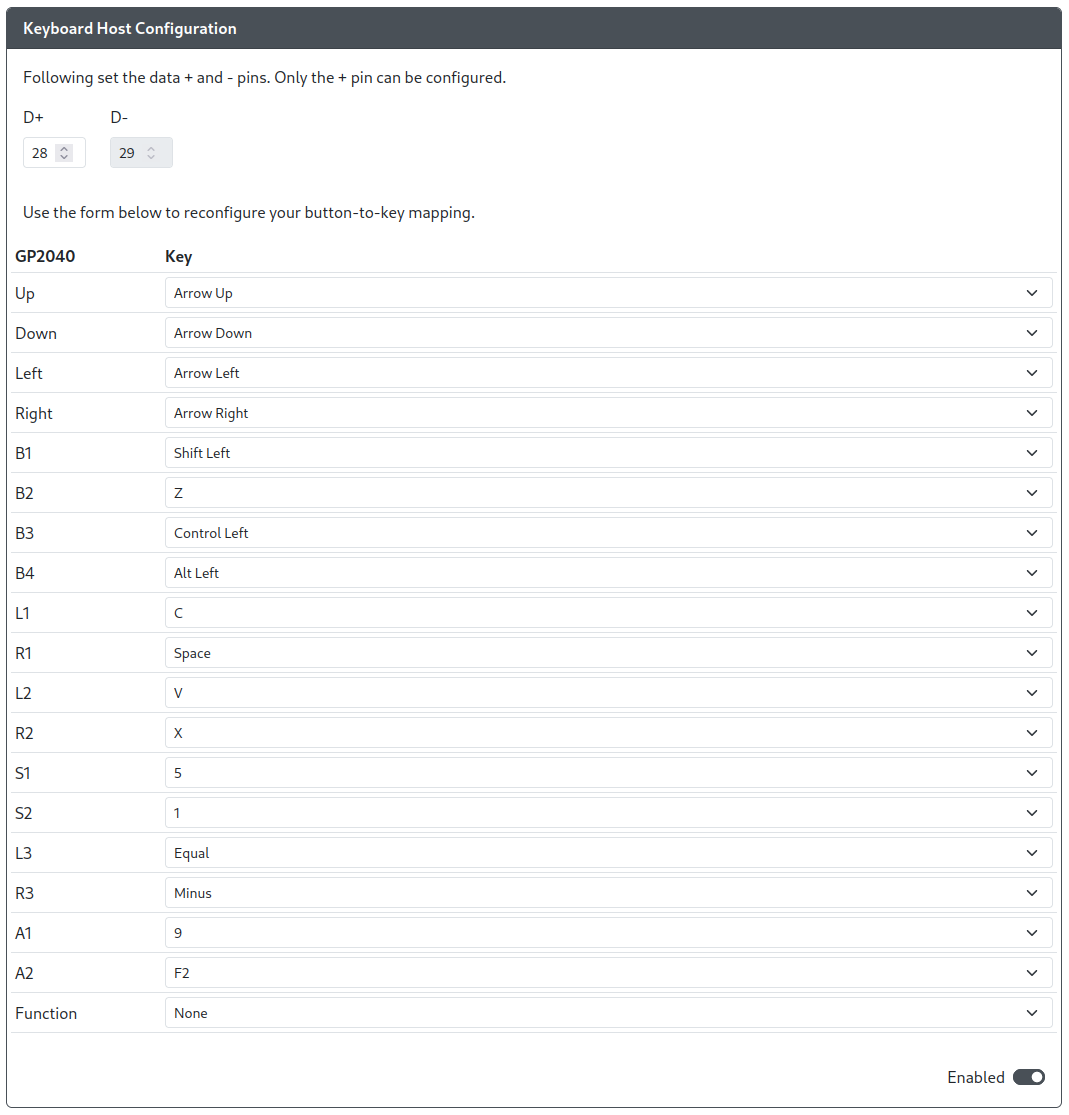 Keyboard Host Configuration
Following set the data + and - pins. Only the + pin can be configured.
D+ D-
28 29
Use the form below to reconfigure your button-to-key mapping.
GP2040 Key
Up Arrow Up
Down Arrow Down
Left Arrow Left
Right Arrow Right
B1 Shift Left
B2 Z
B3 Control Left
B4 Alt Left
L1 C
R1 Space
L2 V
R2 X
S1 5
S2 1
L3 Equal
R3 Minus
A1 9
A2 F2
Function None
Enabled